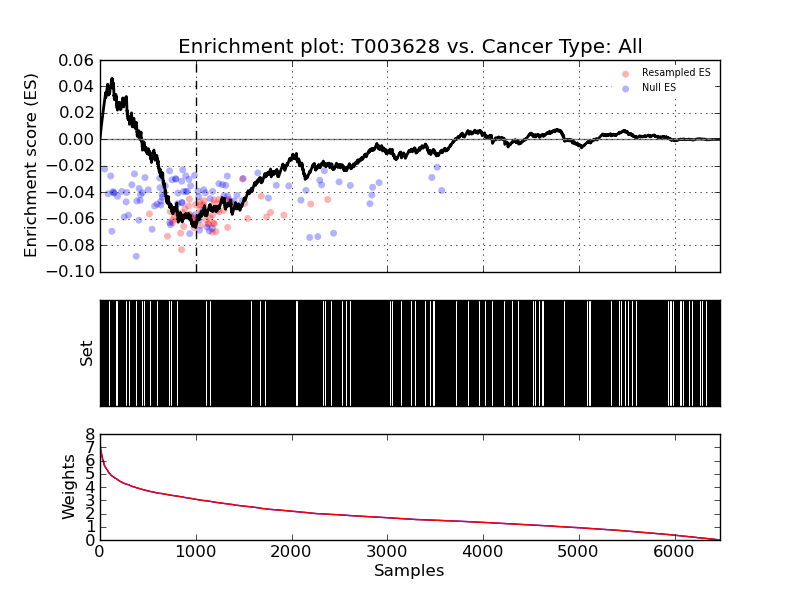 Enrichment plot: T003628 vs. Cancer Type: All
Enrichment score (ES)
0.06
0.04
0.02
0.00
−0.02
−0.04
−0.06
−0.08
−0.10
Resampled ES
Null ES
Set
Weights
8
7
6
5
4
3
2
1
0
0 1000 2000 3000 4000 5000 6000
Samples